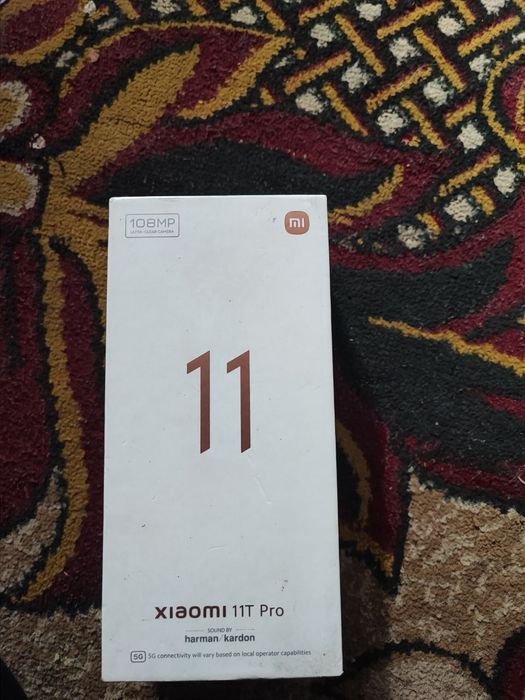 108MP
ULTRA-CLEAR CAMERA
mi
11
xiaomi 11T Pro
SOUND BY
harman/kardon
5G 5G connectivity will vary based on local operator capabilities